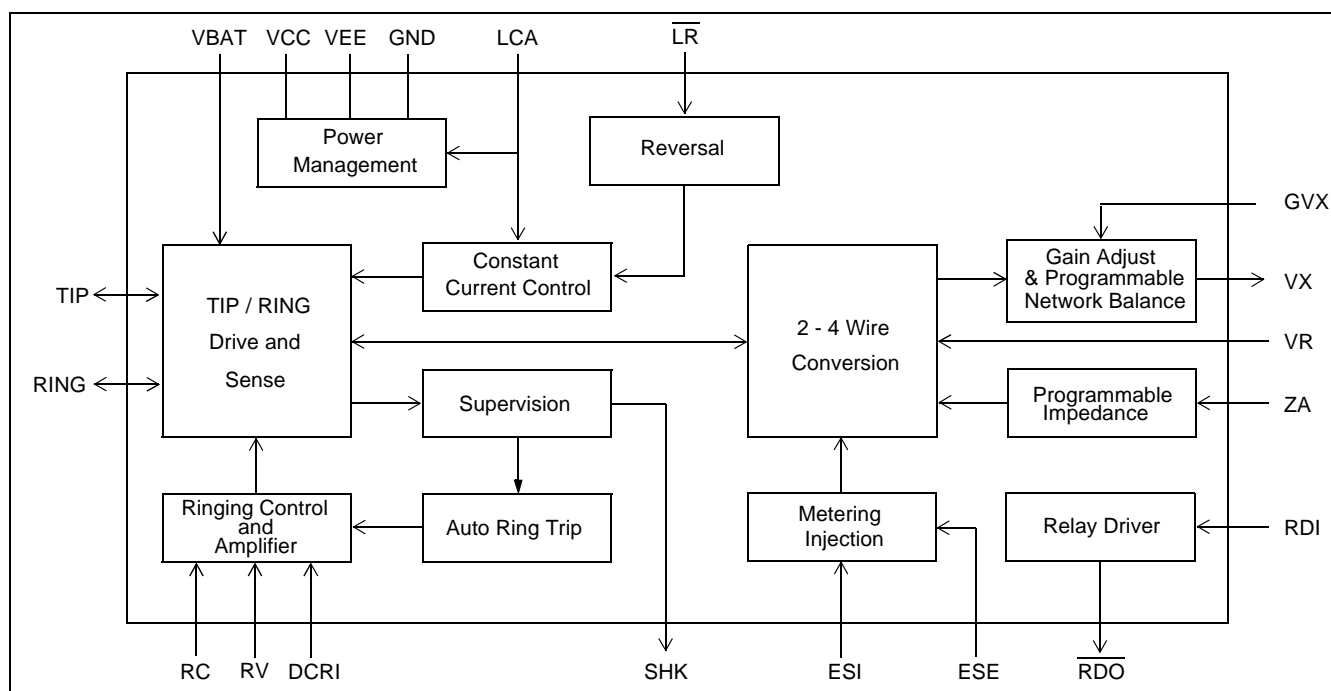 VBAT VCC VEE GND LCA L̅R̅
Power
Management
Reversal
GVX
Constant
Current Control
Gain Adjust
& Programmable
Network Balance
VX
TIP
TIP / RING
Drive and
Sense
2 - 4 Wire
Conversion
VR
RING
Supervision
Programmable
Impedance
ZA
Ringing Control
and
Amplifier
Auto Ring Trip
Metering
Injection
Relay Driver
RDI
RC RV DCRI SHK ESI ESE R̅D̅O̅